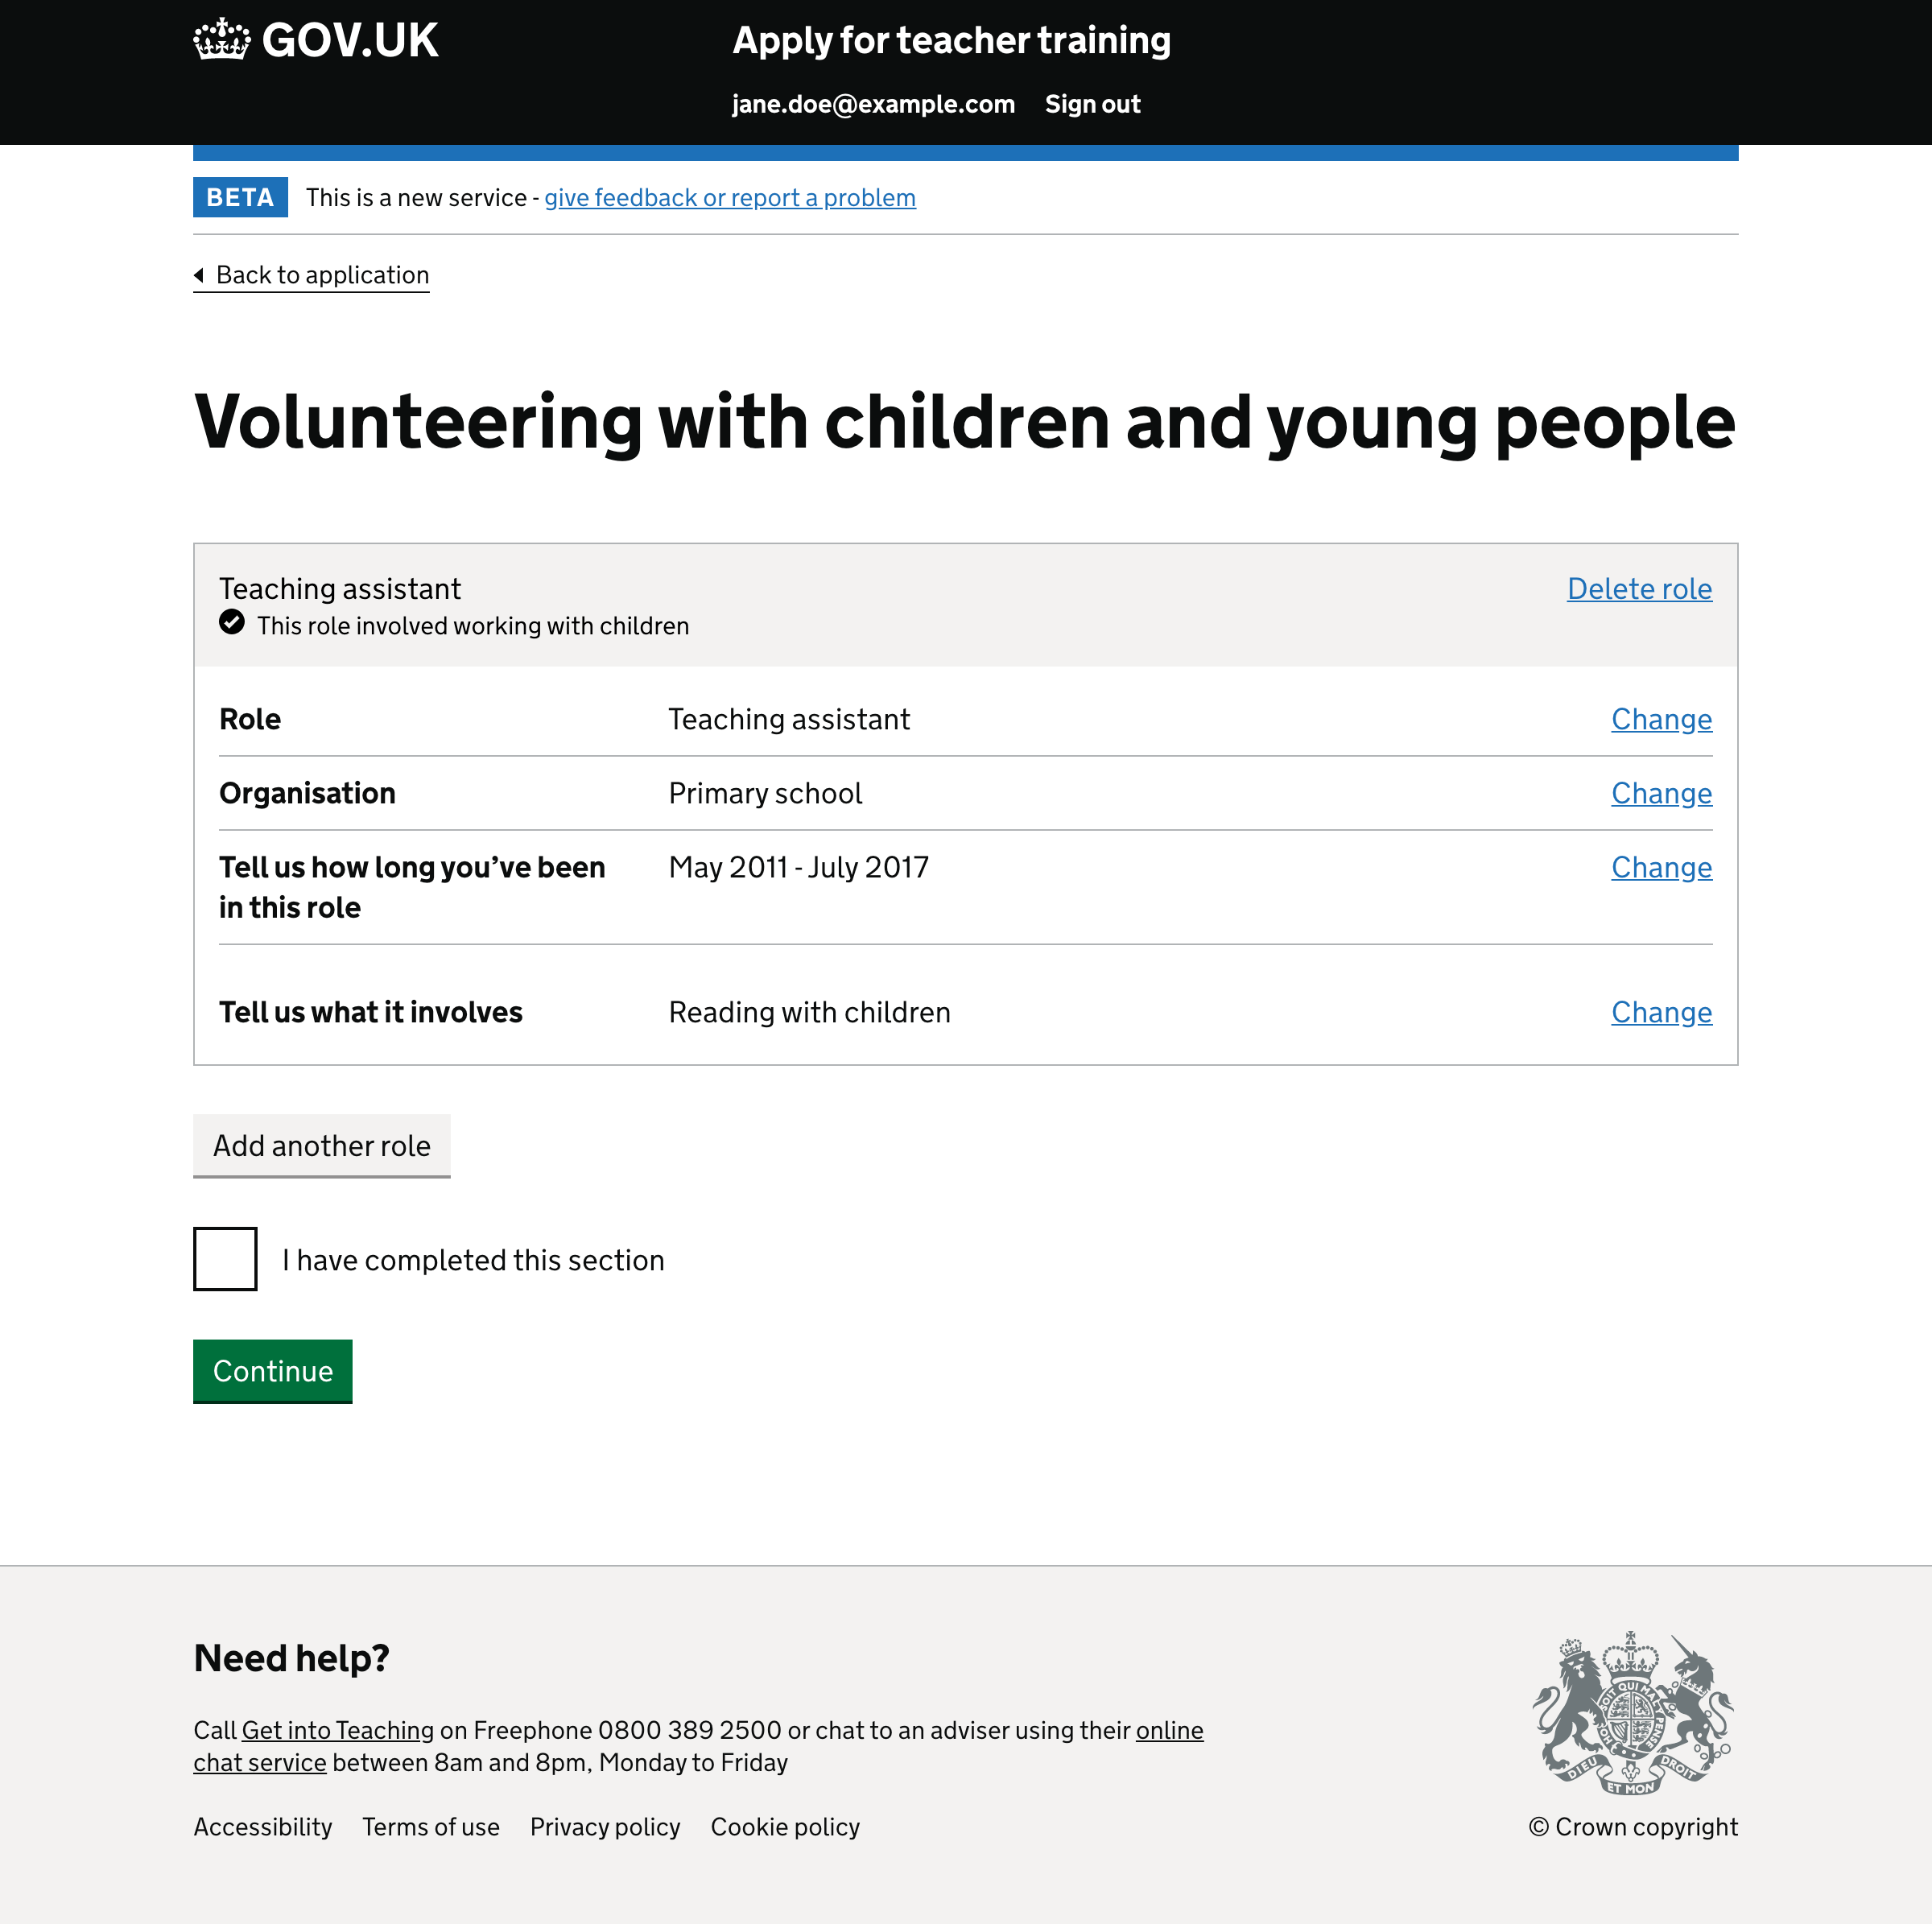 GOV.UK
Apply for teacher training
jane.doe@example.com Sign out
BETA This is a new service - give feedback or report a problem
Back to application
Volunteering with children and young people
Teaching assistant Delete role
This role involved working with children
Role Teaching assistant Change
Organisation Primary school Change
Tell us how long you’ve been May 2011 - July 2017 Change
in this role
Tell us what it involves Reading with children Change
Add another role
I have completed this section
Continue
Need help?
Call Get into Teaching on Freephone 0800 389 2500 or chat to an adviser using their online
chat service between 8am and 8pm, Monday to Friday
DIEU ET MON DROIT
Accessibility Terms of use Privacy policy Cookie policy © Crown copyright